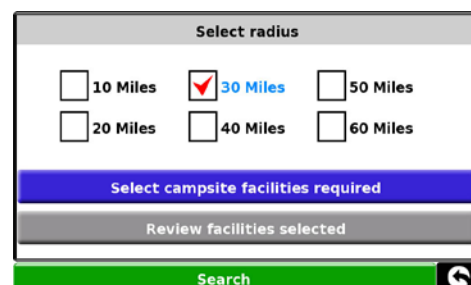 Select radius
10 Miles 30 Miles 50 Miles
20 Miles 40 Miles 60 Miles
Select campsite facilities required
Review facilities selected
Search